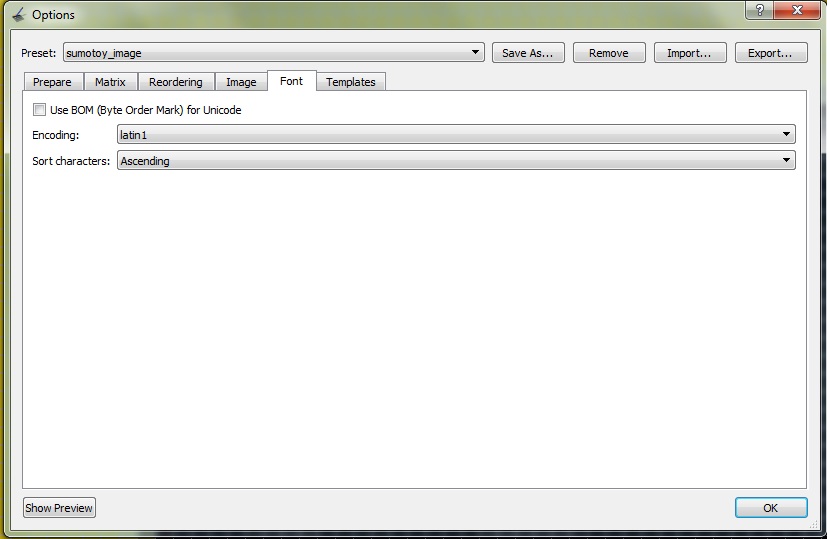 Options
?
Preset: sumotoy_image Save As... Remove Import... Export...
Prepare Matrix Reordering Image Font Templates
Use BOM (Byte Order Mark) for Unicode
Encoding: latin1
Sort characters: Ascending
Show Preview OK